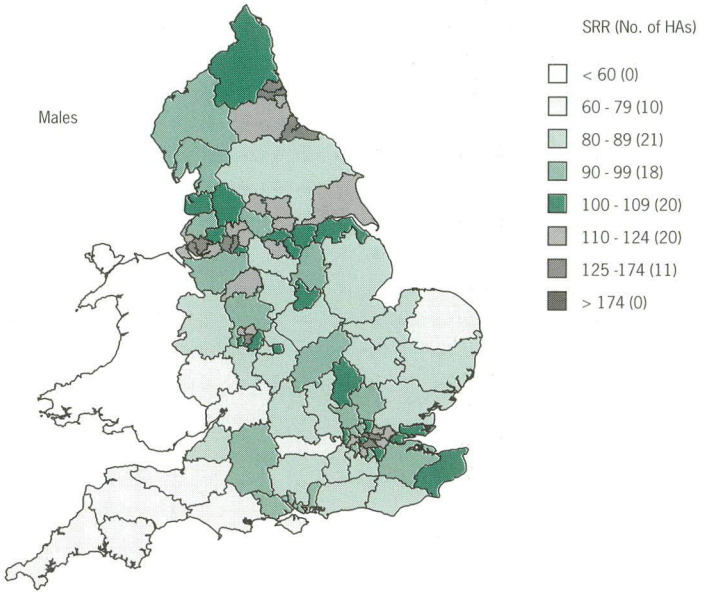 SRR (No. of HAs)
Males
< 60 (0)
60 - 79 (10)
80 - 89 (21)
90 - 99 (18)
100 - 109 (20)
110 - 124 (20)
125 -174 (11)
> 174 (0)